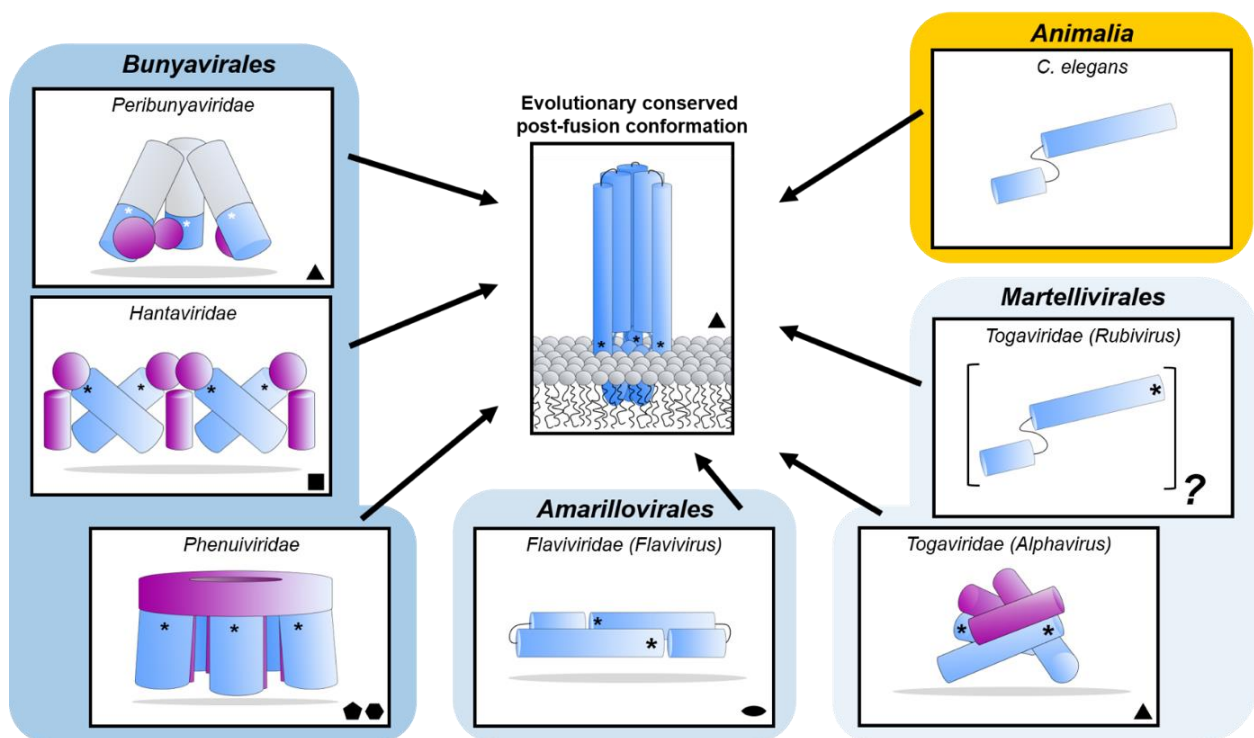 Bunyavirales
Peribunyaviridae
*
*
*
Hantaviridae
*
*
*
*
Phenuiviridae
*
*
*
Evolutionary conserved
post-fusion conformation
*
*
*
Amarillovirales
Flaviviridae (Flavivirus)
*
*
Animalia
C. elegans
Martellivirales
Togaviridae (Rubivirus)
*
?
Togaviridae (Alphavirus)
*
*